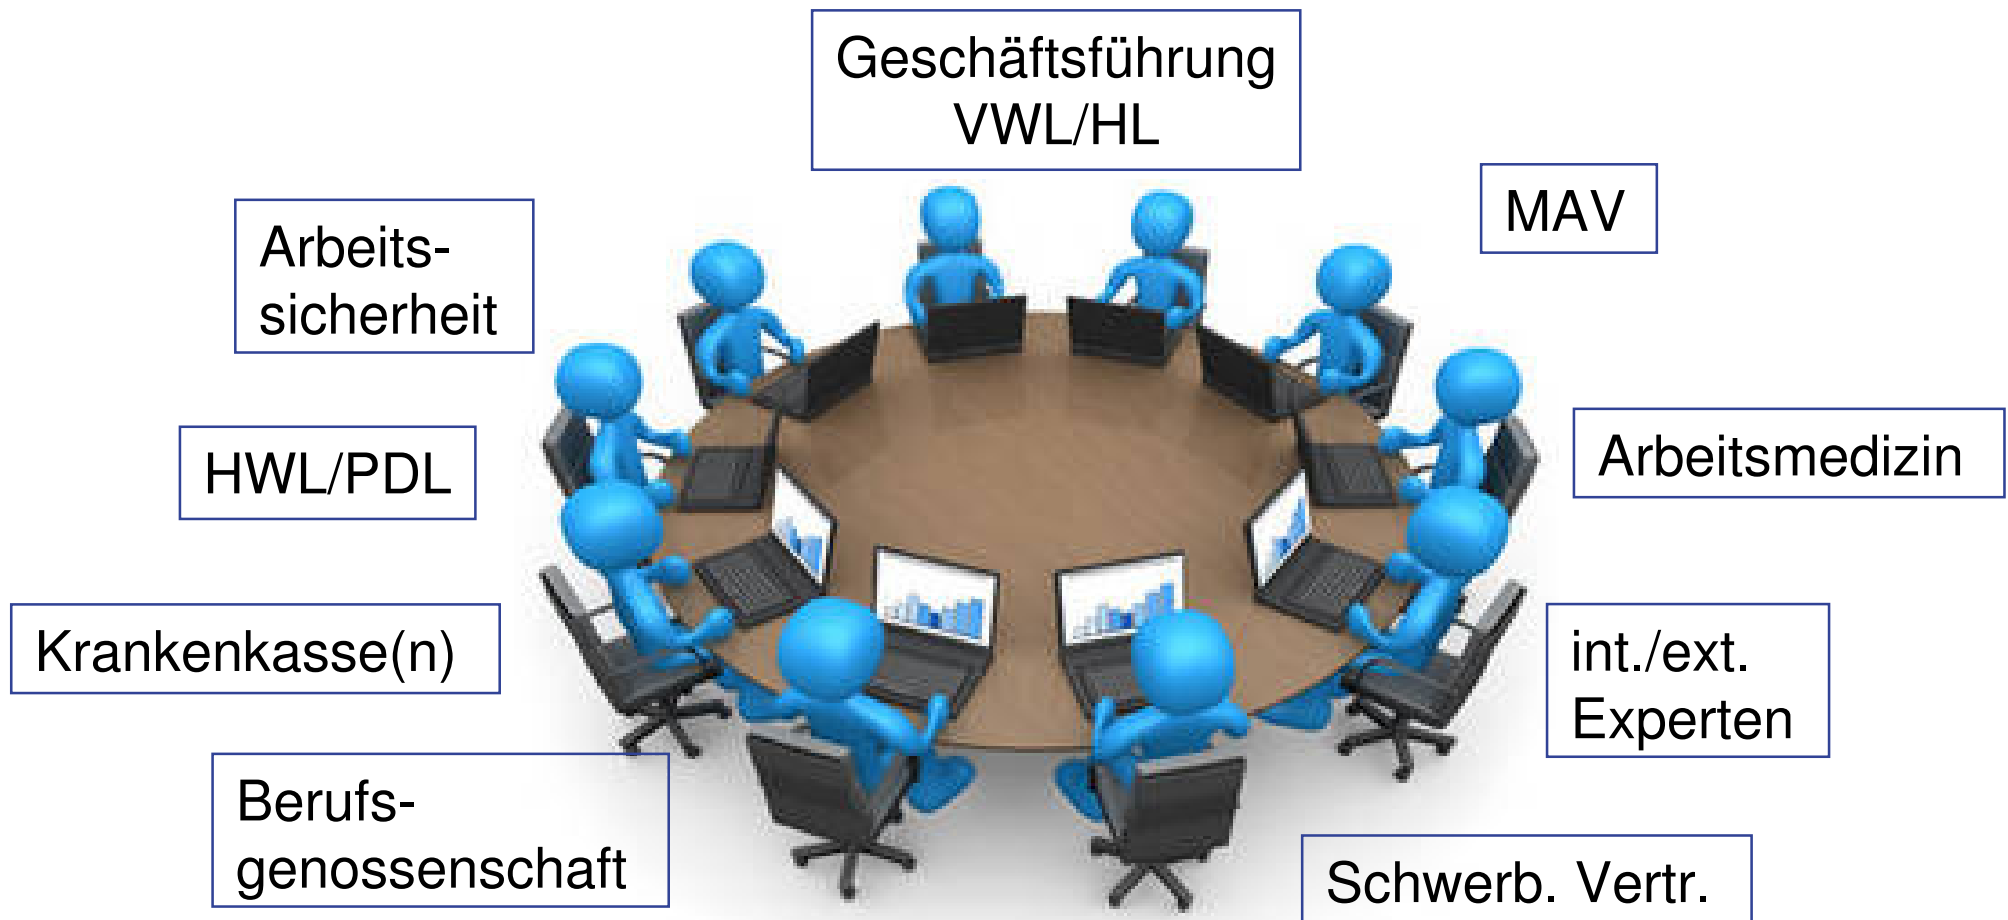 Geschäftsführung
VWL/HL
MAV
Arbeits-
sicherheit
HWL/PDL
Arbeitsmedizin
Krankenkasse(n)
int./ext.
Experten
Berufs-
genossenschaft
Schwerb. Vertr.